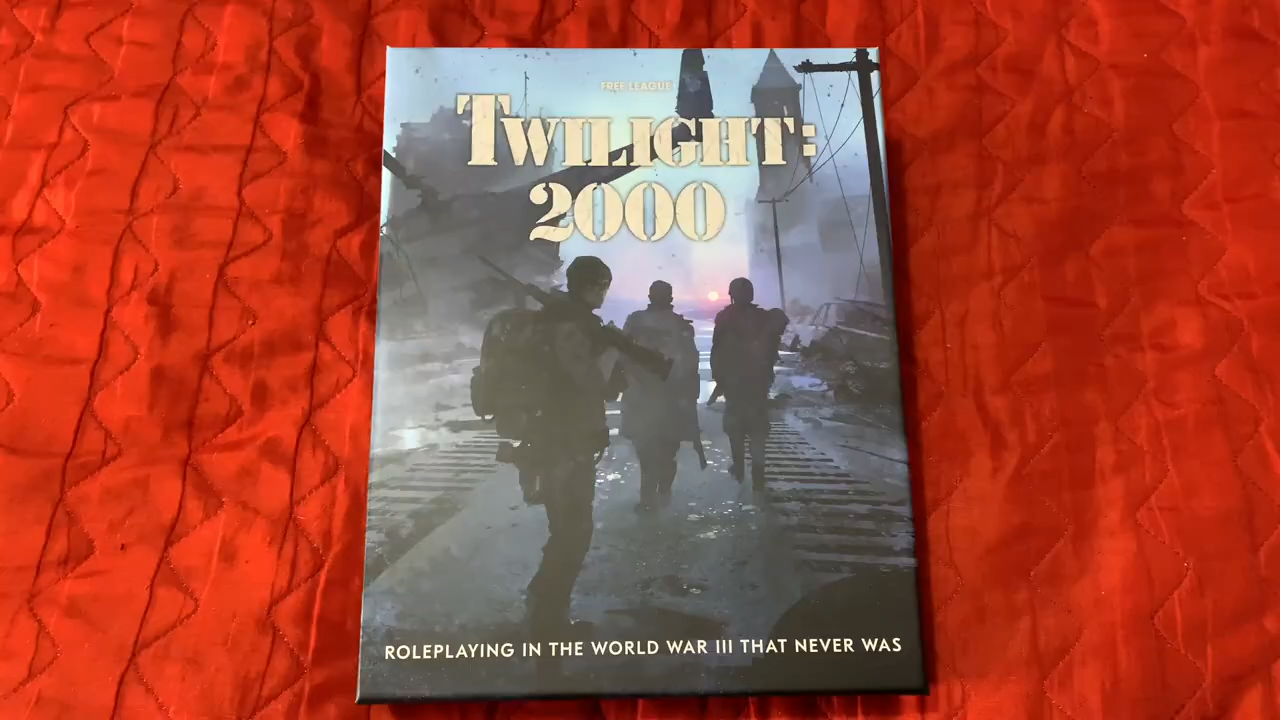 FREE LEAGUE
TWILIGHT:
2000
ROLEPLAYING IN THE WORLD WAR III THAT NEVER WAS